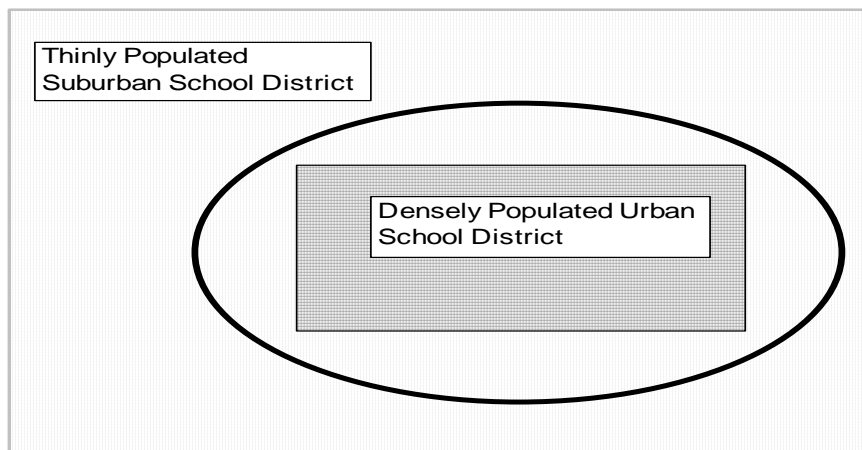 Thinly Populated
Suburban School District
Densely Populated Urban
School District